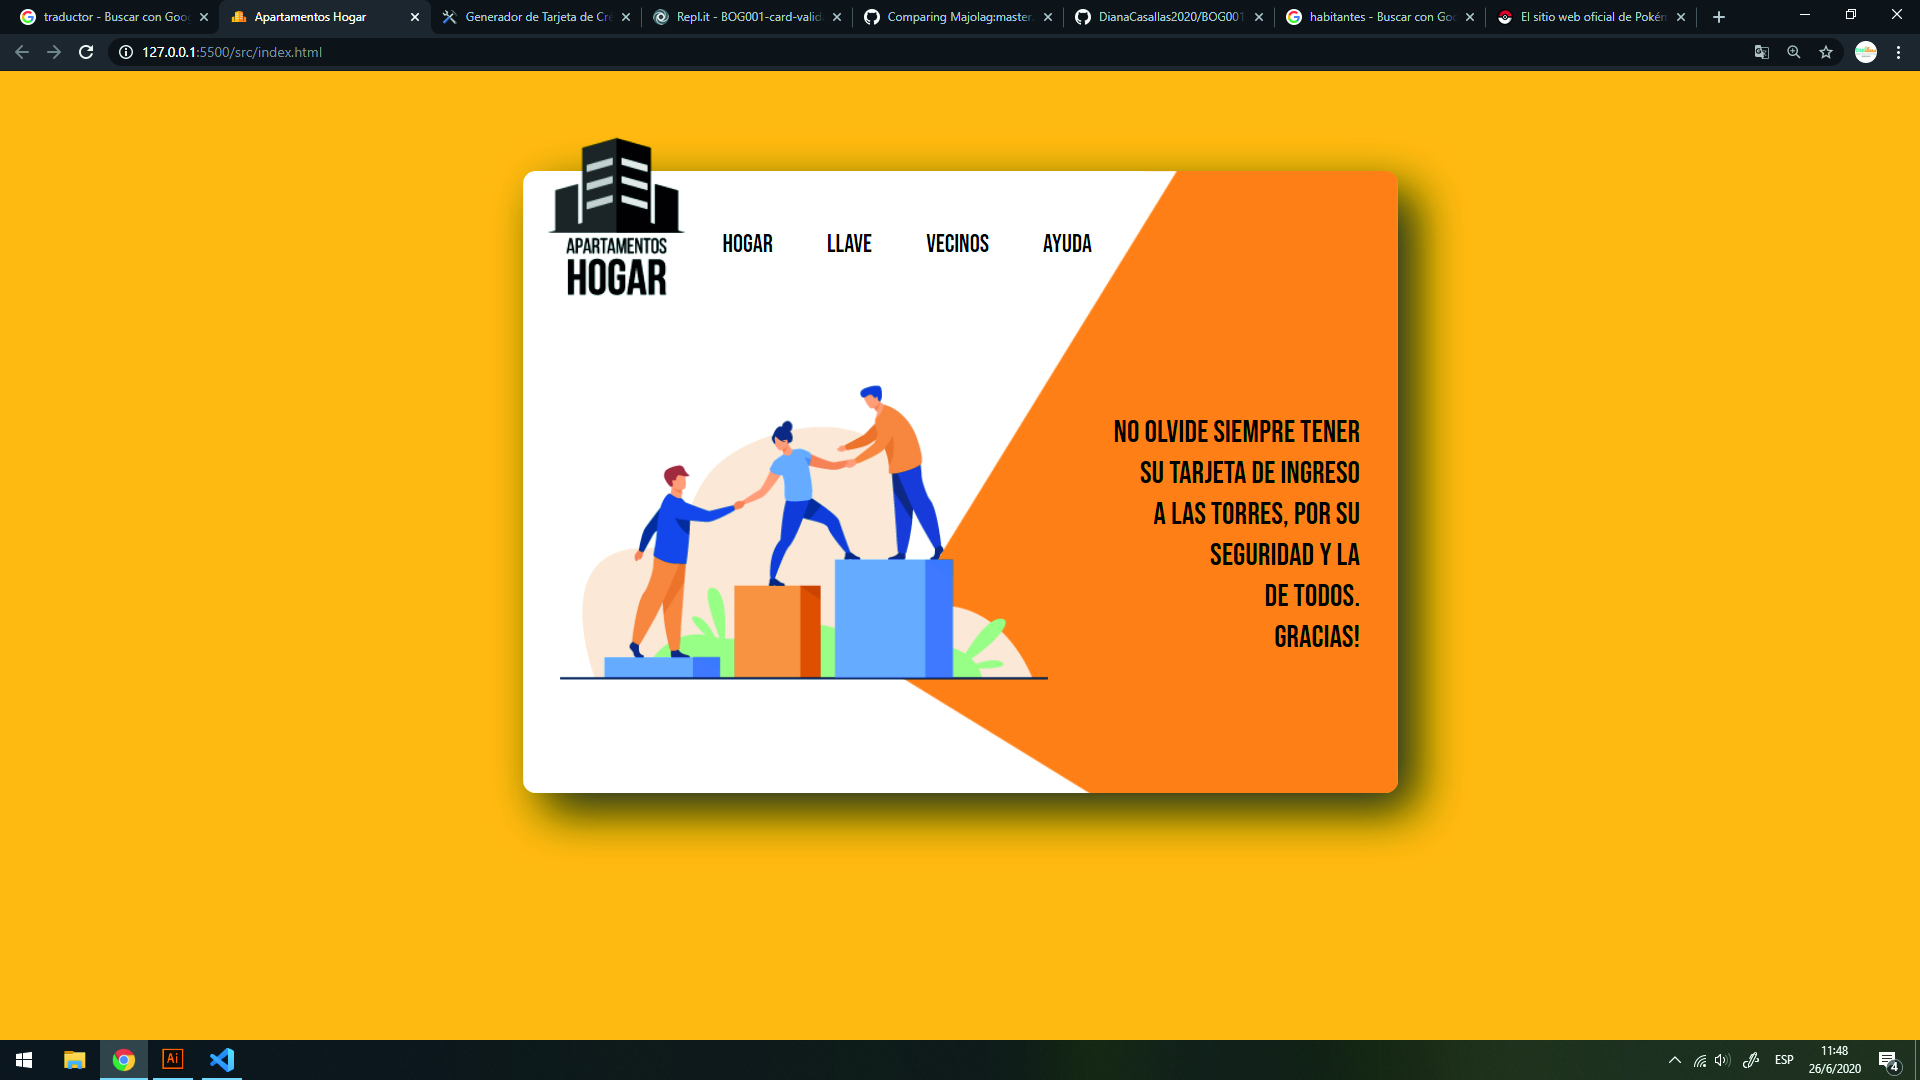 traductor - Buscar con Goo
Apartamentos Hogar
Generador de Tarjeta de Cré
Repl.it - BOG001-card-valid
Comparing Majolag:master.
DianaCasallas2020/BOG001
habitantes - Buscar con Goo
El sitio web oficial de Pokém
127.0.0.1:5500/src/index.html
APARTAMENTOS
HOGAR
HOGAR LLAVE VECINOS AYUDA
NO OLVIDE SIEMPRE TENER
SU TARJETA DE INGRESO
A LAS TORRES, POR SU
SEGURIDAD Y LA
DE TODOS.
GRACIAS!
Ai
ESP
11:48
26/6/2020
4